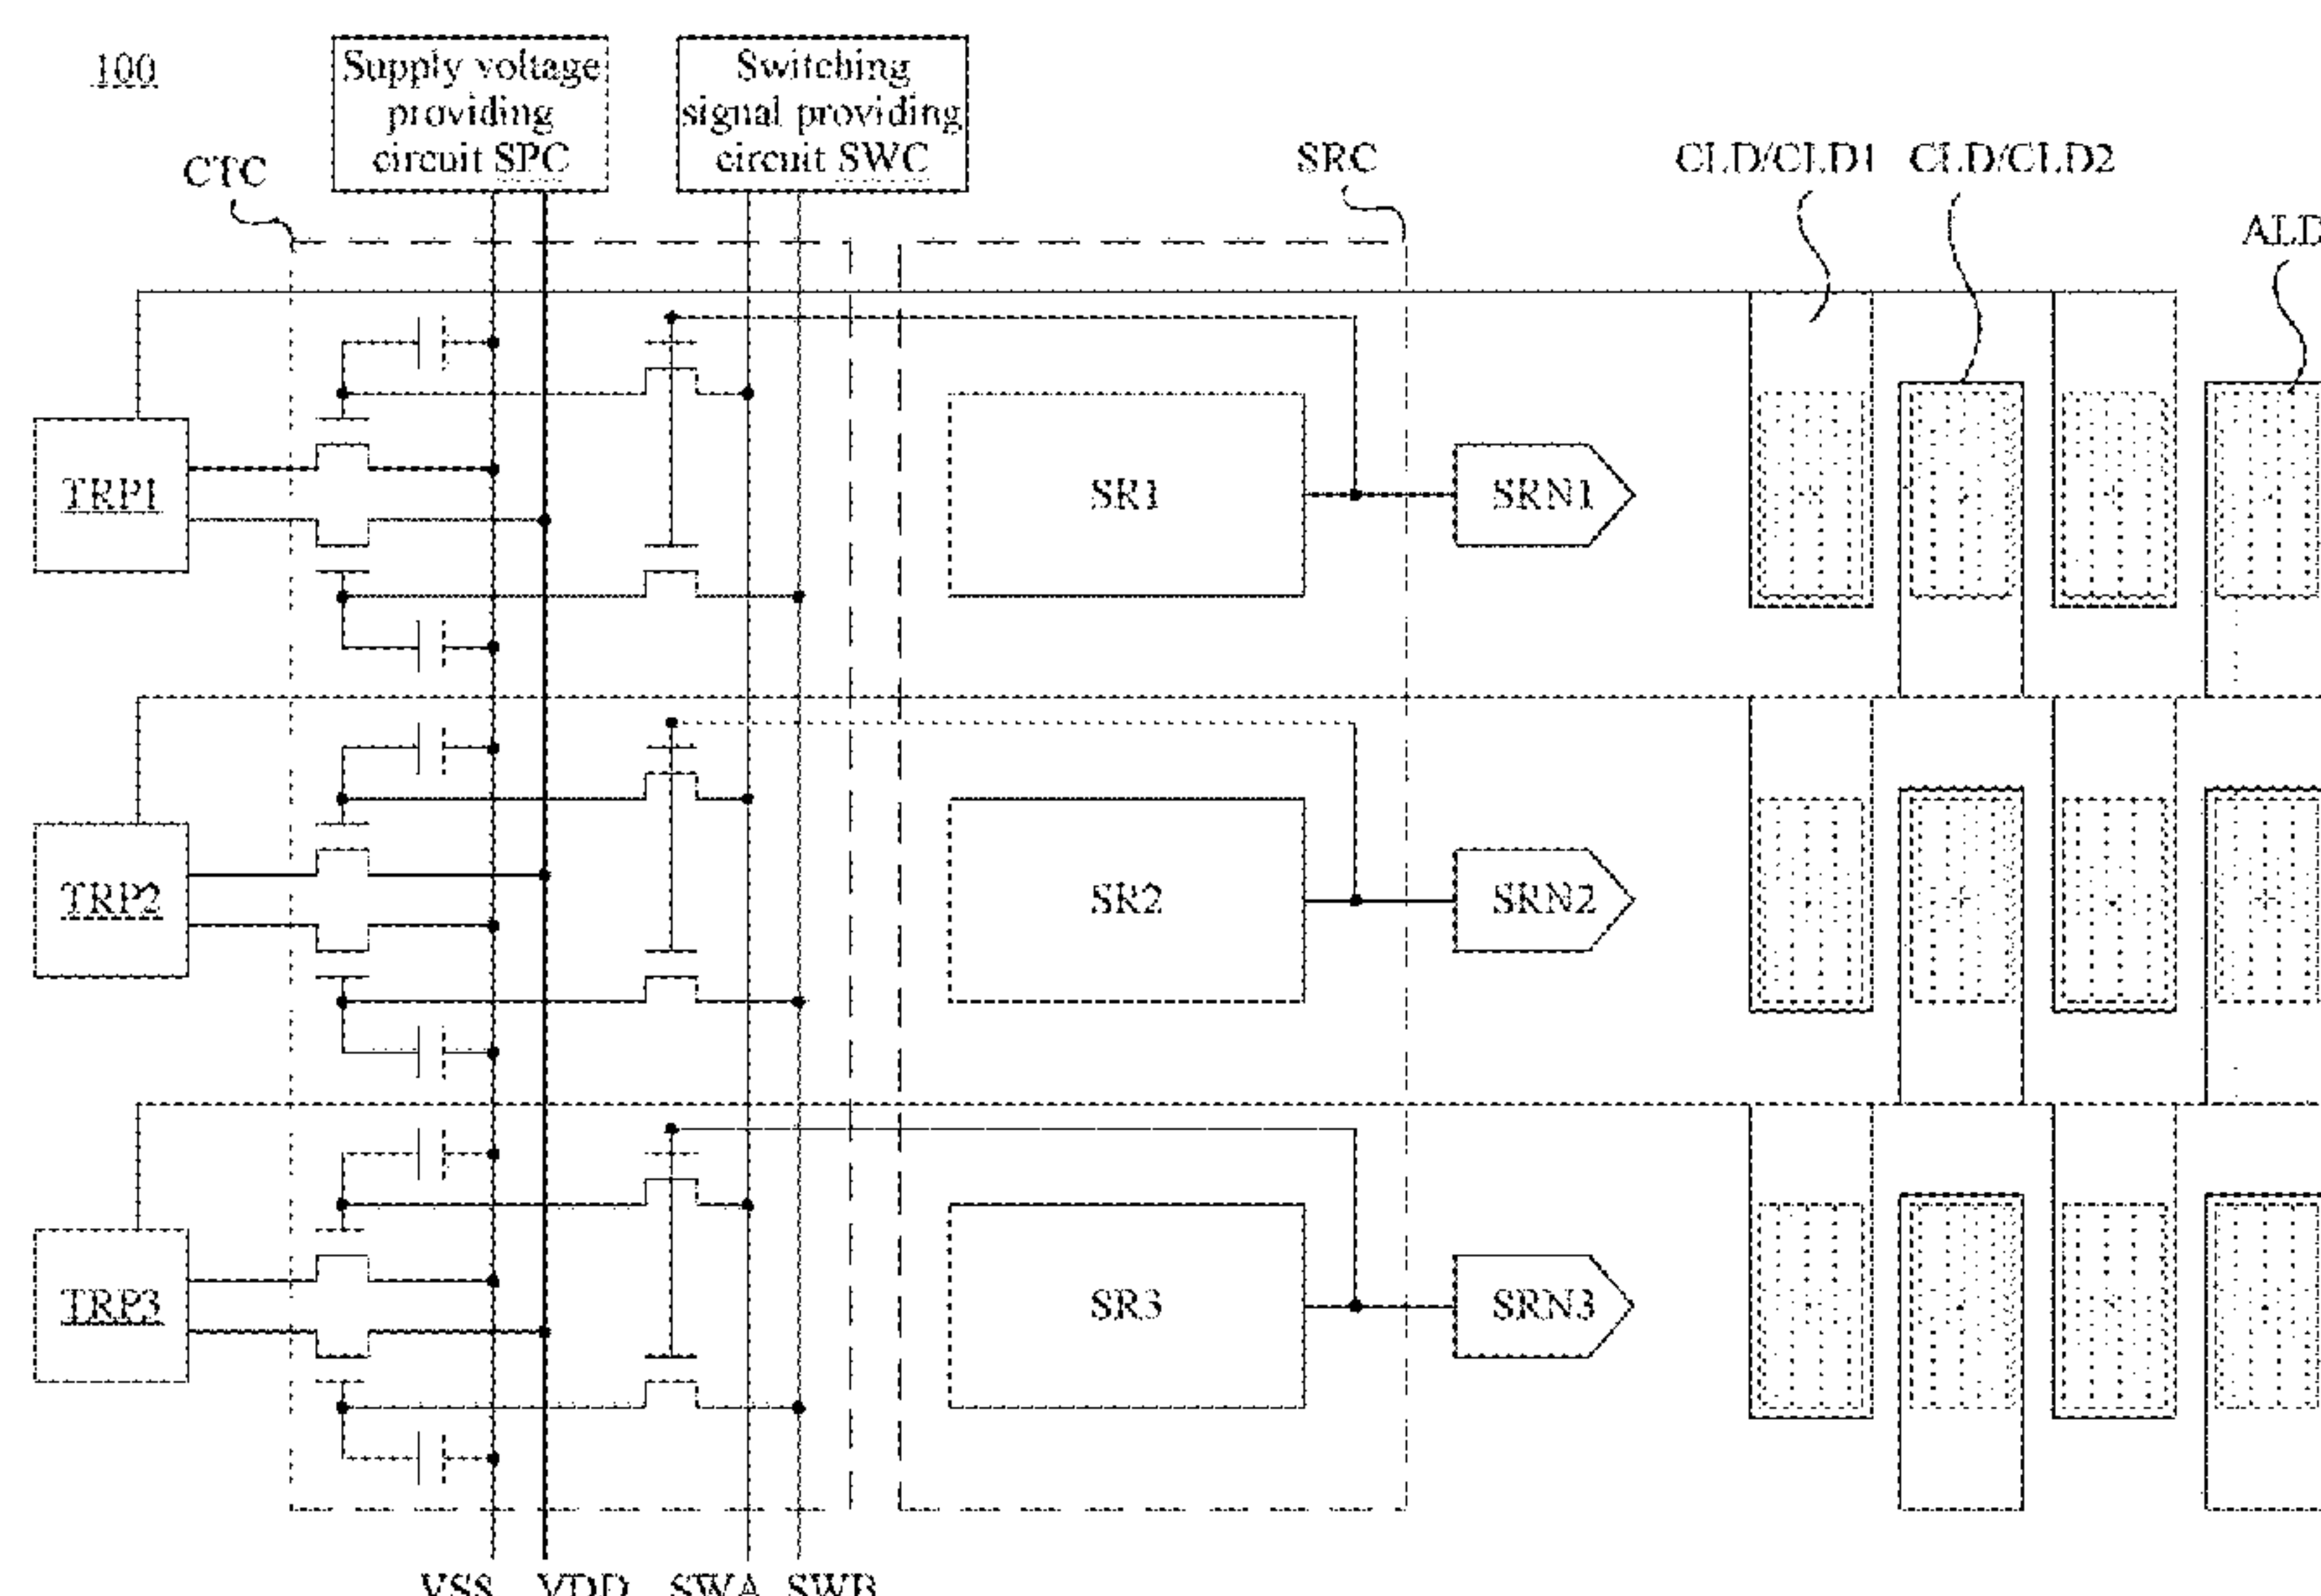 100
Supply voltage
providing
circuit SPC
Switching
signal providing
circuit SWC
CTC
SRC
CLD/CLD1
CLD/CLD2
ALD
TRP1
SR1
SRN1
TRP2
SR2
SRN2
TRP3
SR3
SRN3
VSS
VDD
SWA
SWB